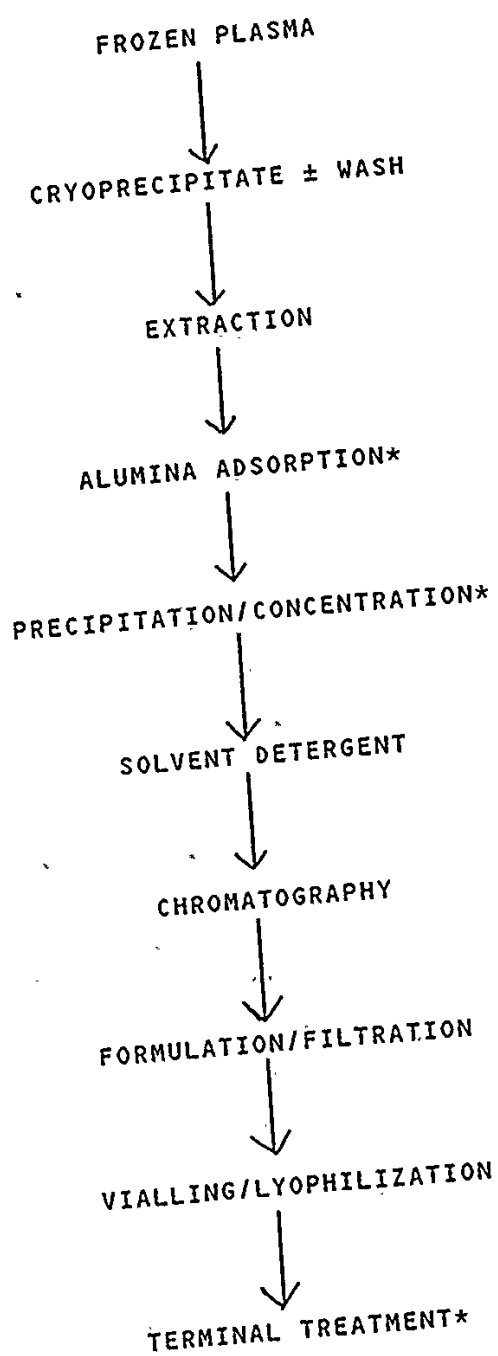 FROZEN PLASMA
CRYOPRECIPITATE ± WASH
EXTRACTION
ALUMINA ADSORPTION*
PRECIPITATION/CONCENTRATION*
SOLVENT DETERGENT
CHROMATOGRAPHY
FORMULATION/FILTRATION
VIALLING/LYOPHILIZATION
TERMINAL TREATMENT*